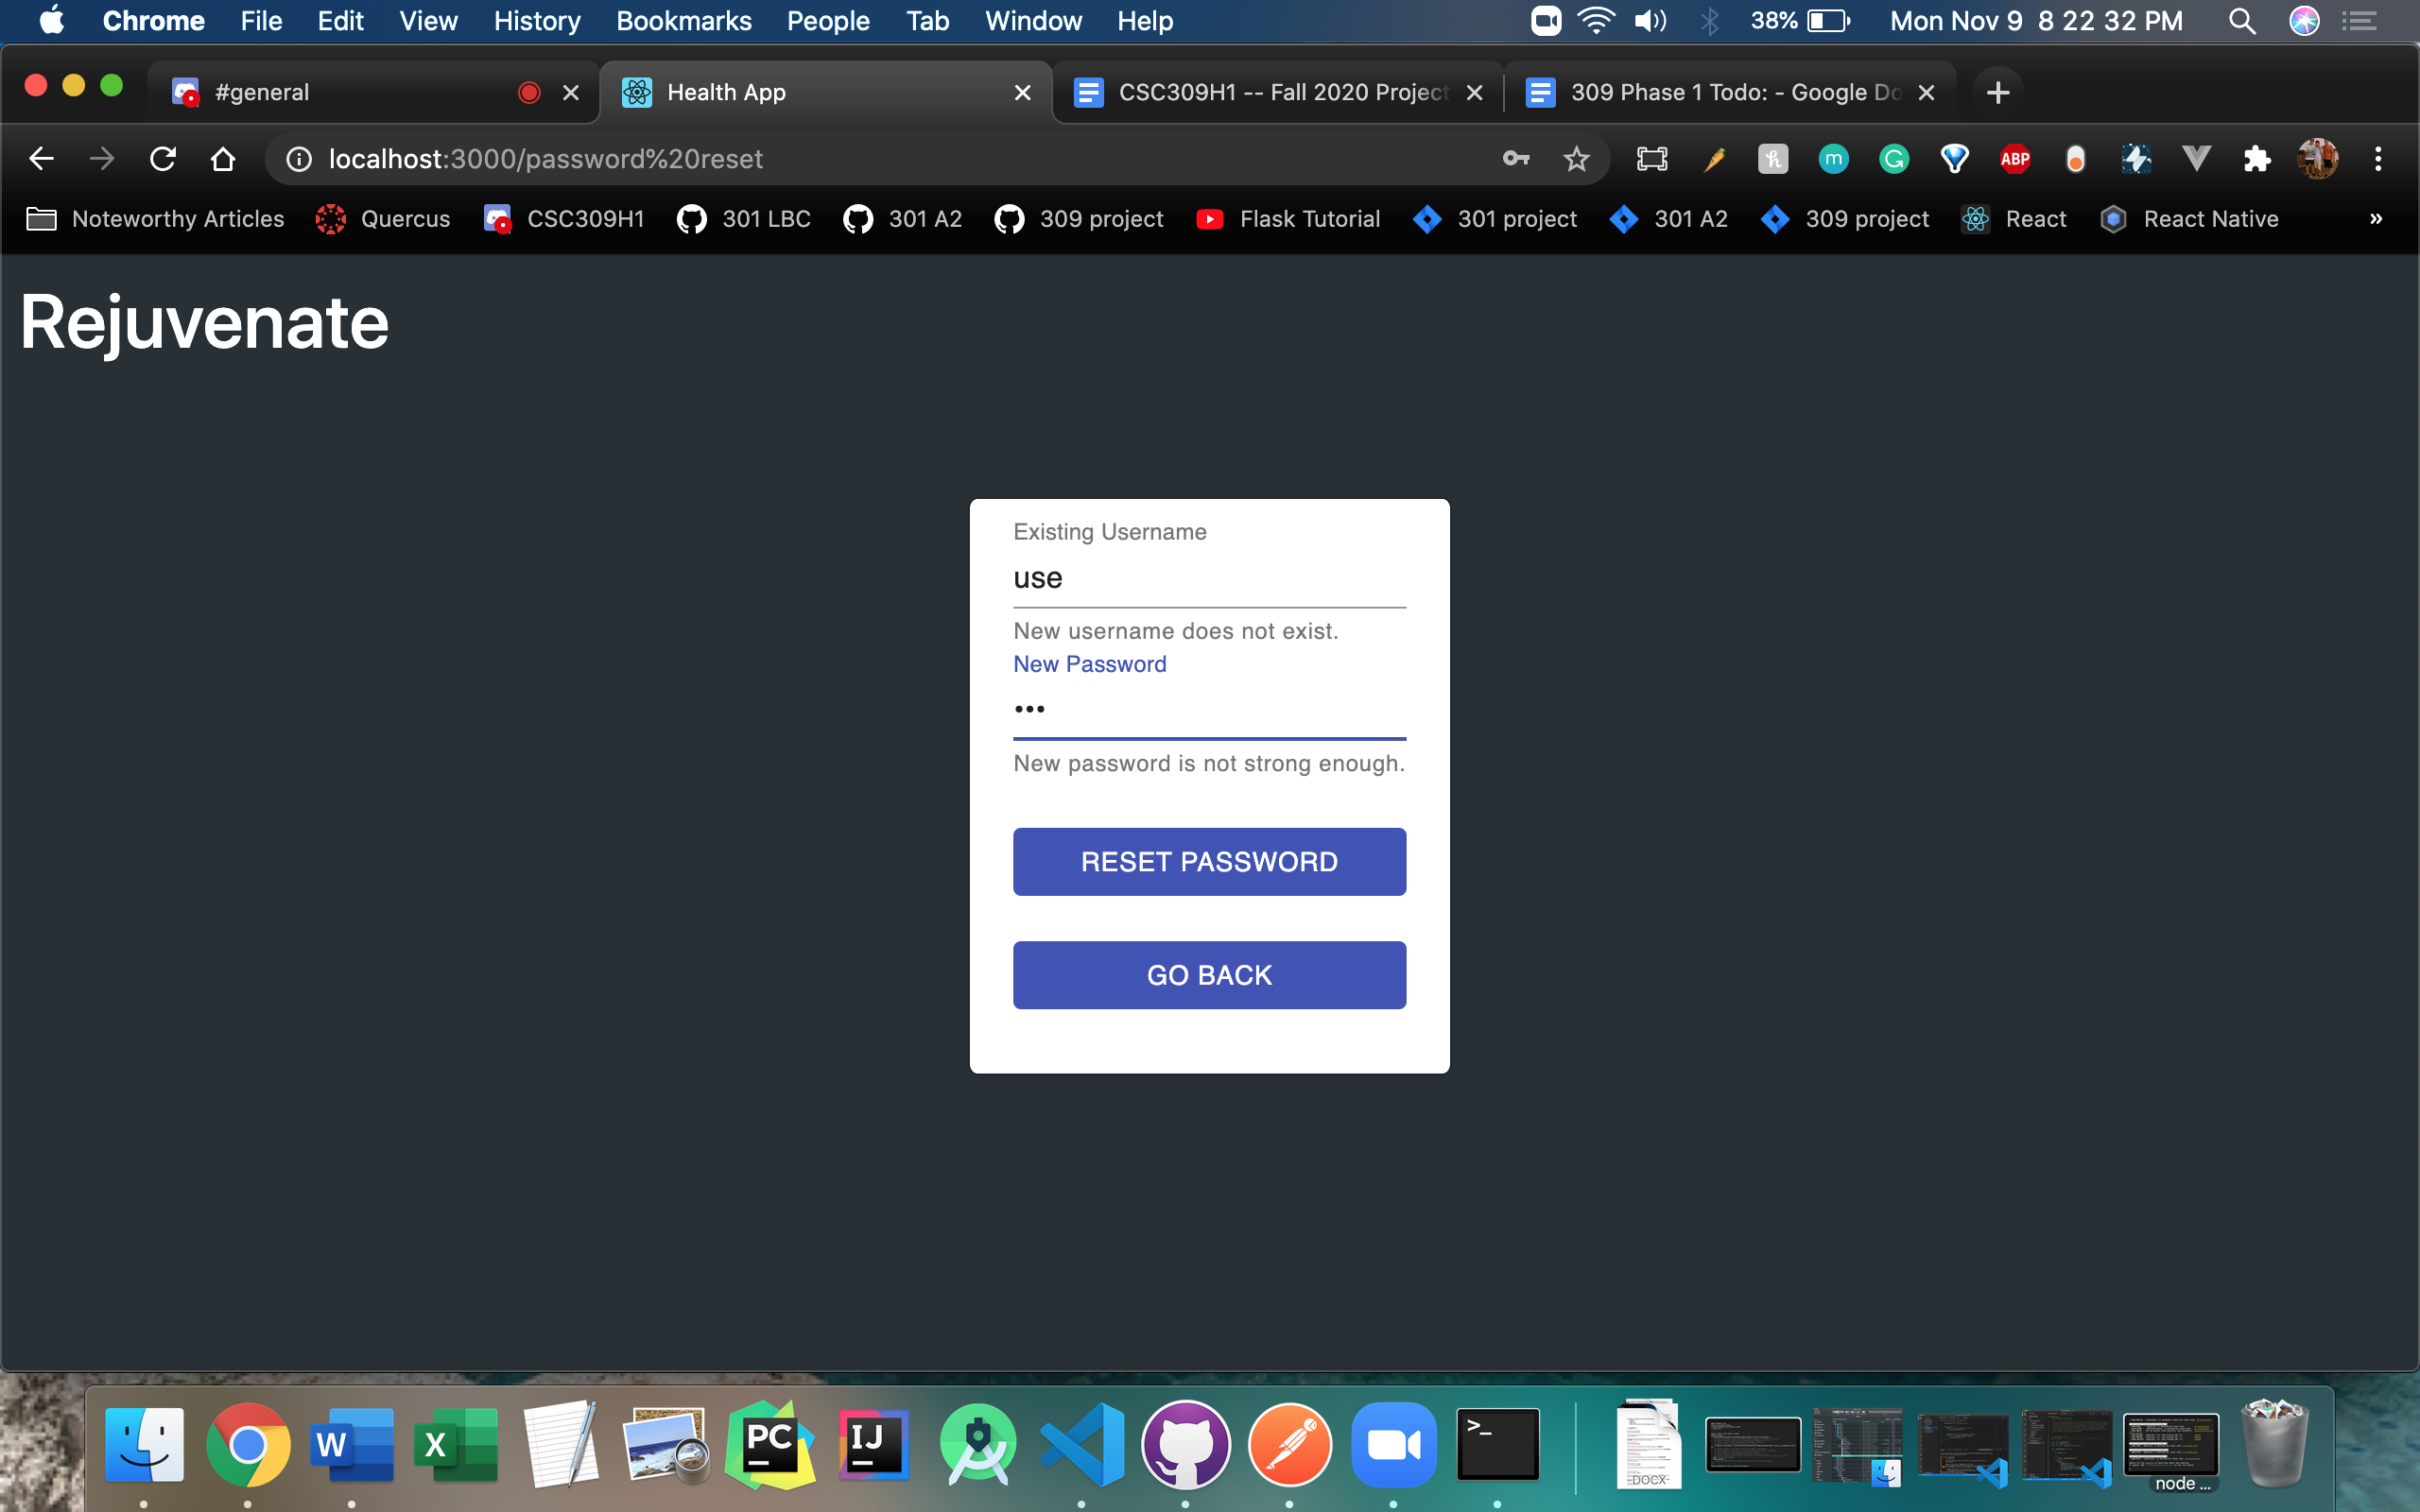 Chrome File Edit View History Bookmarks People Tab Window Help 38% Mon Nov 9 8 22 32 PM
#general Health App CSC309H1 -- Fall 2020 Project 309 Phase 1 Todo: - Google Do
localhost:3000/password%20reset m ABP
Noteworthy Articles Quercus CSC309H1 301 LBC 301 A2 309 project Flask Tutorial 301 project 301 A2 309 project React React Native »
Rejuvenate
Existing Username
use
New username does not exist.
New Password
•••
New password is not strong enough.
RESET PASSWORD
GO BACK
W X PC IJ >_ DOCX
node ...